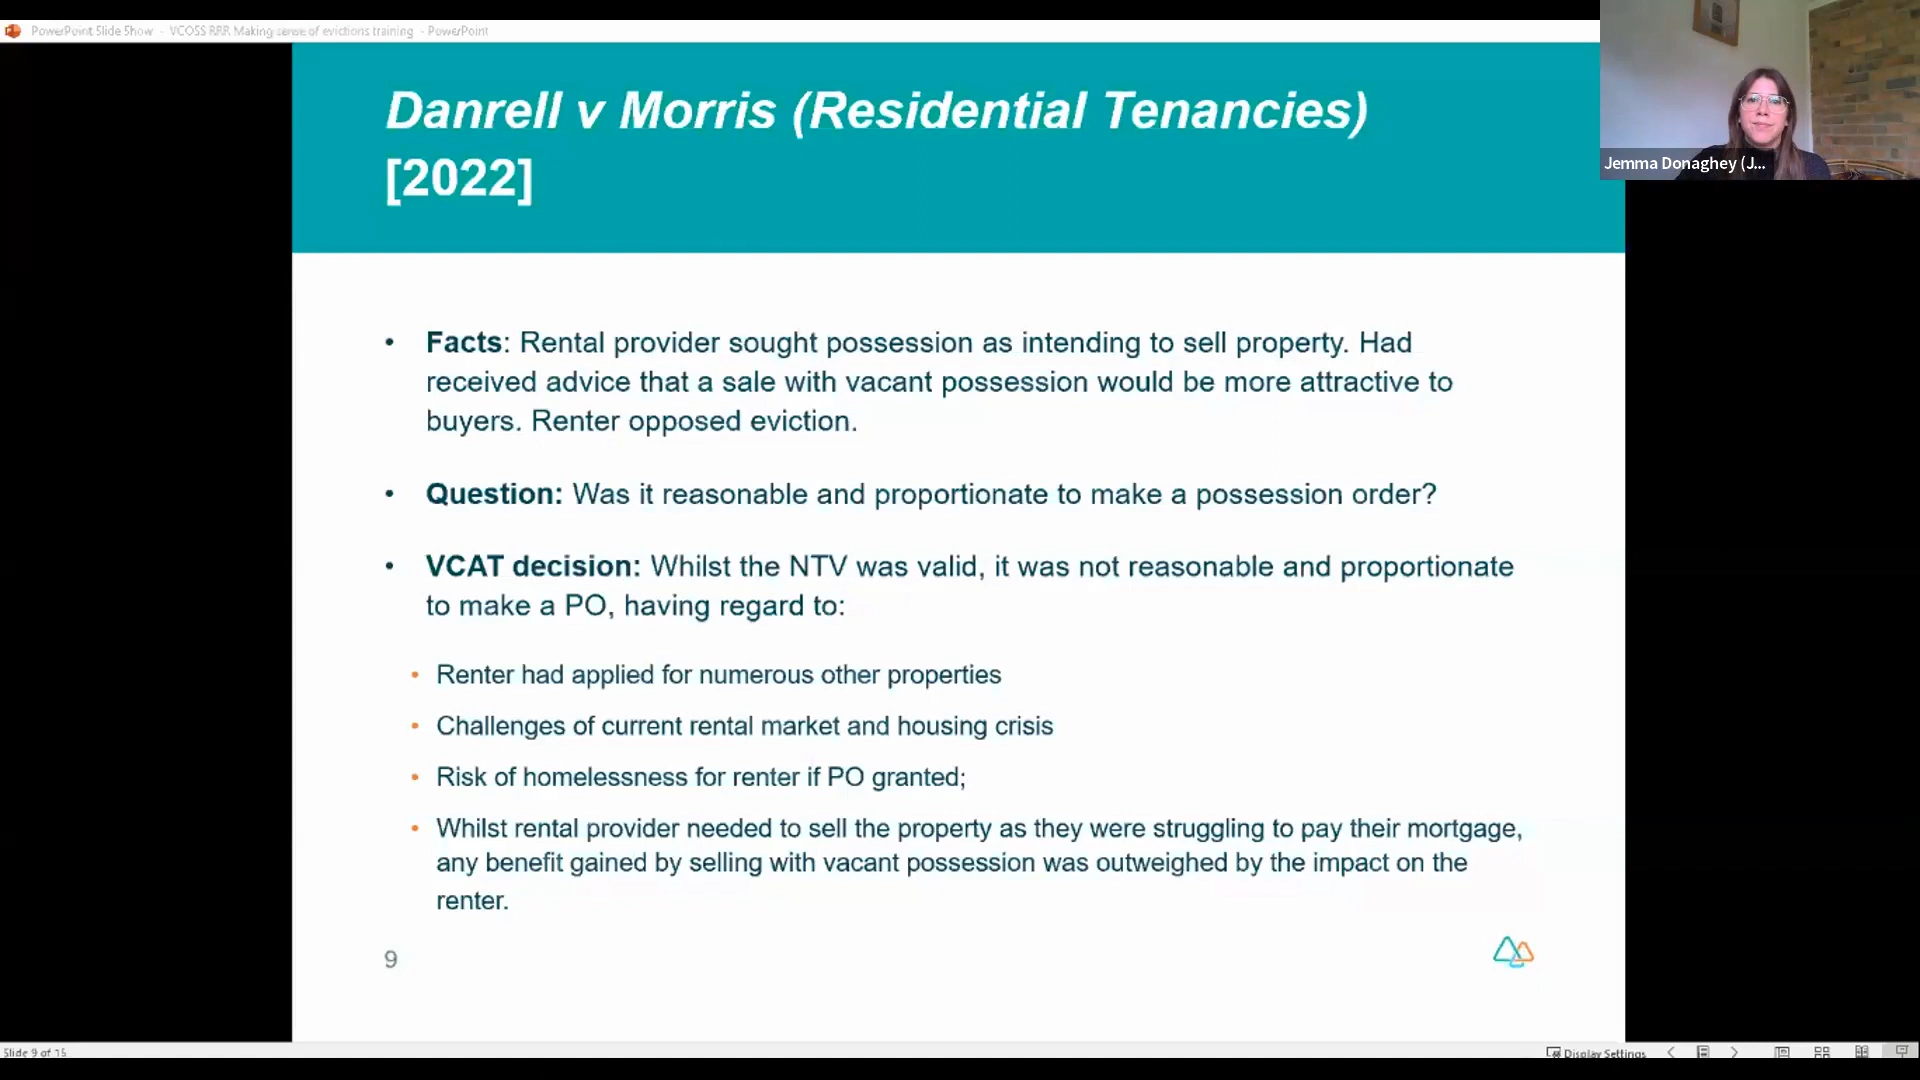 PowerPoint Slide Show - VCOSS RRR Making sense of evictions training - PowerPoint
Danrell v Morris (Residential Tenancies)
[2022]
Jemma Donaghey (J...
• Facts: Rental provider sought possession as intending to sell property. Had
received advice that a sale with vacant possession would be more attractive to
buyers. Renter opposed eviction.
• Question: Was it reasonable and proportionate to make a possession order?
• VCAT decision: Whilst the NTV was valid, it was not reasonable and proportionate
to make a PO, having regard to:
• Renter had applied for numerous other properties
• Challenges of current rental market and housing crisis
• Risk of homelessness for renter if PO granted;
• Whilst rental provider needed to sell the property as they were struggling to pay their mortgage,
any benefit gained by selling with vacant possession was outweighed by the impact on the
renter.
9
Slide 9 of 15
Display Settings